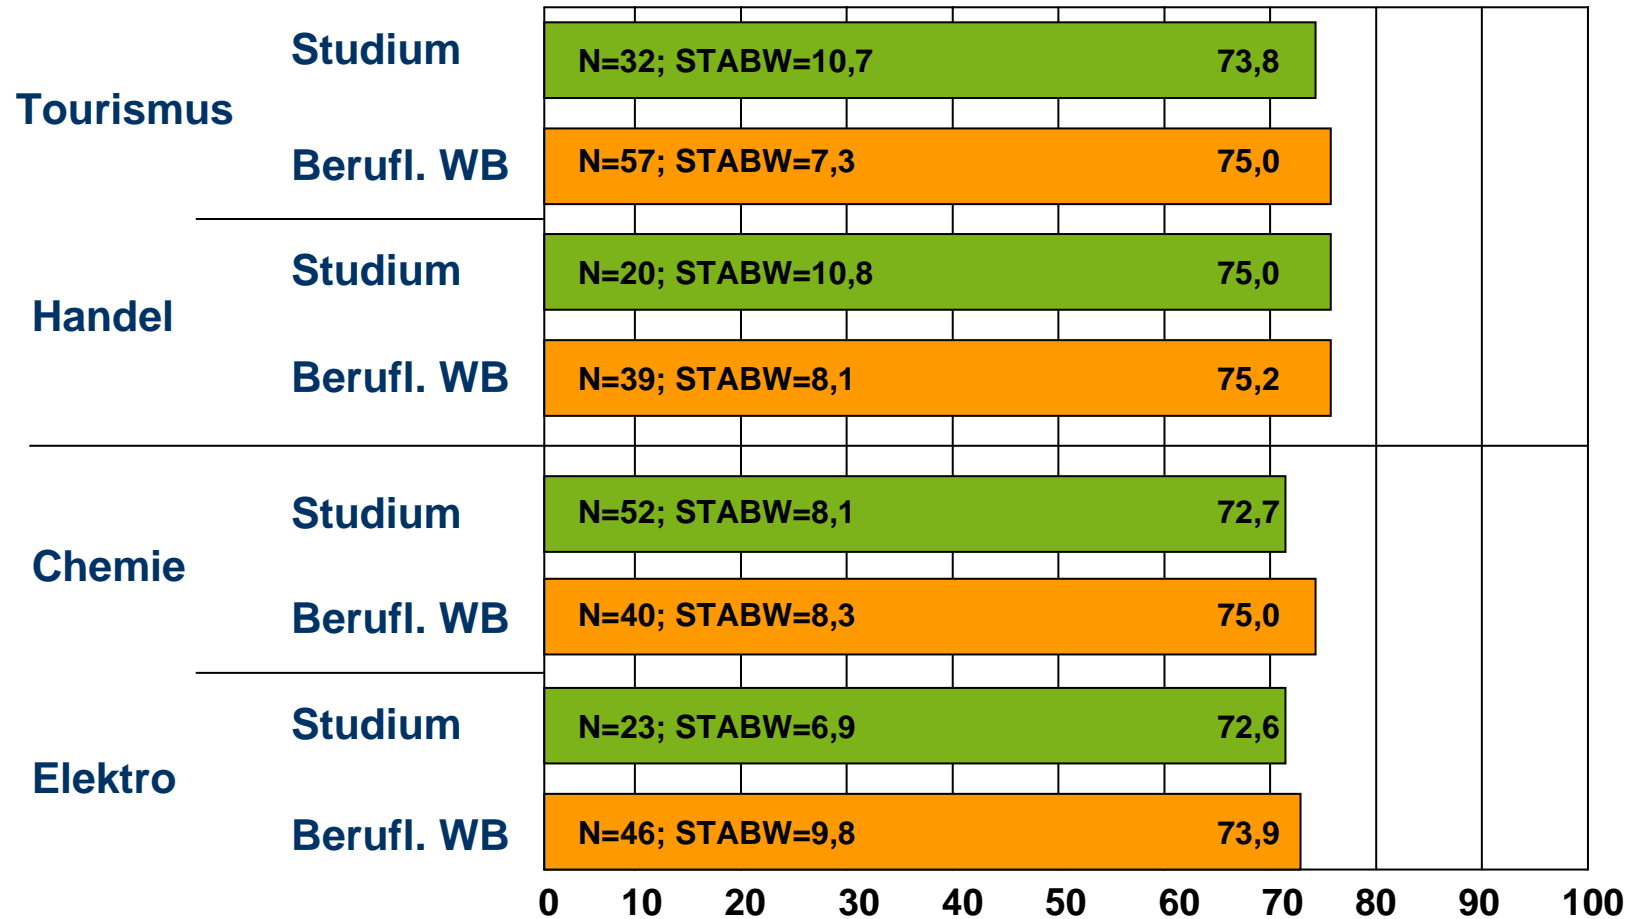 Tourismus
Studium
N=32; STABW=10,7 73,8
Berufl. WB
N=57; STABW=7,3 75,0
Handel
Studium
N=20; STABW=10,8 75,0
Berufl. WB
N=39; STABW=8,1 75,2
Chemie
Studium
N=52; STABW=8,1 72,7
Berufl. WB
N=40; STABW=8,3 75,0
Elektro
Studium
N=23; STABW=6,9 72,6
Berufl. WB
N=46; STABW=9,8 73,9
0 10 20 30 40 50 60 70 80 90 100